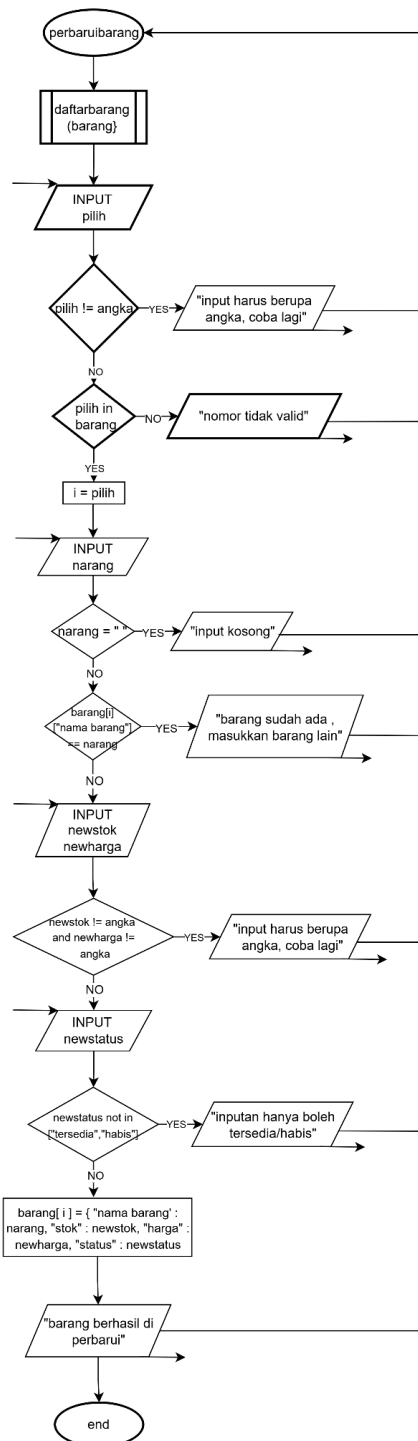 perbaruibarang
daftarbarang
(barang}
INPUT
pilih
pilih != angka
YES
"input harus berupa
angka, coba lagi"
NO
pilih in
barang
NO
"nomor tidak valid"
YES
i = pilih
INPUT
narang
narang = " "
YES
"input kosong"
NO
barang[i]
["nama barang"]
== narang
YES
"barang sudah ada ,
masukkan barang lain"
NO
INPUT
newstok
newharga
newstok != angka
and newharga !=
angka
YES
"input harus berupa
angka, coba lagi"
NO
INPUT
newstatus
newstatus not in
["tersedia","habis"]
YES
"inputan hanya boleh
tersedia/habis"
NO
barang[ i ] = { "nama barang' :
narang, "stok" : newstok, "harga" :
newharga, "status" : newstatus
"barang berhasil di
perbarui"
end